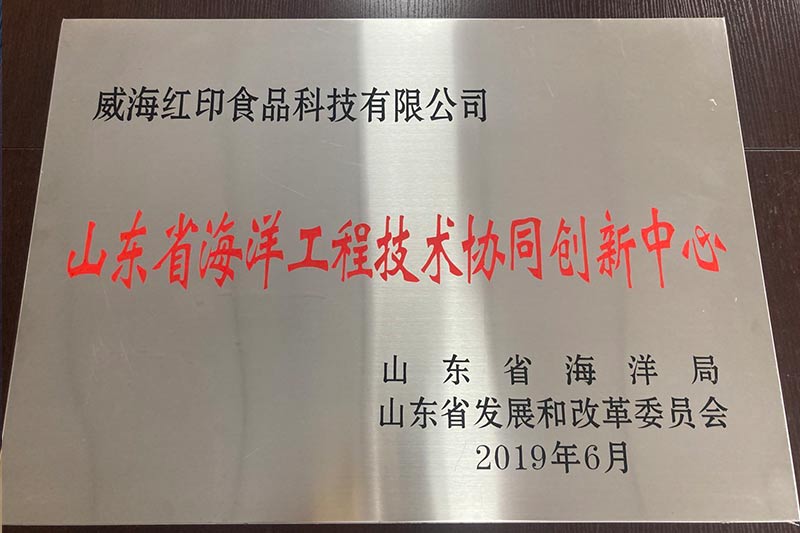 威海红印食品科技有限公司
山东省海洋工程技术协同创新中心
山东省海洋局
山东省发展和改革委员会
2019年6月